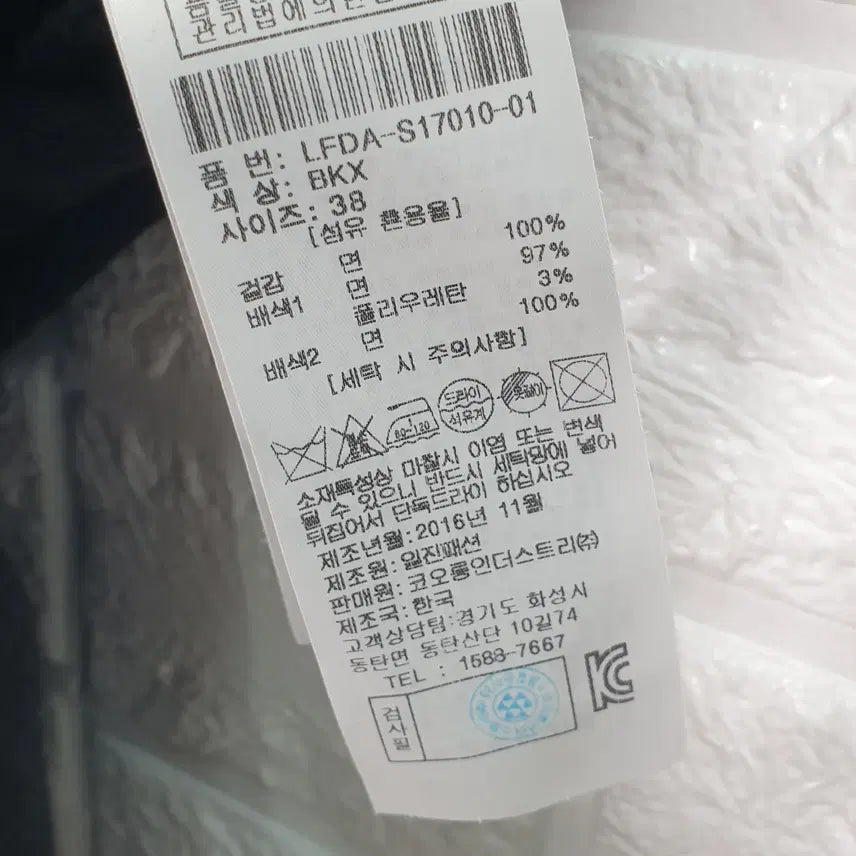 관리법에의한
품 번: LFDA-S17010-01
색 상: BKX
사이즈: 38
[섬유 혼용율]
겉감 면 100%
배색1 면 97%
폴리우레탄 3%
배색2 면 100%
[세탁 시 주의사항]
80-120
드라이
석유계
옷걸이
소재특성상 마찰시 이염 또는 변색
될 수 있으니 반드시 세탁망에 넣어
뒤집어서 단독드라이 하십시오
제조년월:2016년 11월
제조원: 일진패션
판매원: 코오롱인더스트리㈜
제조국: 한국
고객상담팀:경기도 화성시
동탄면 동탄산단 10길74
TEL : 1588-7667
검사필
KC